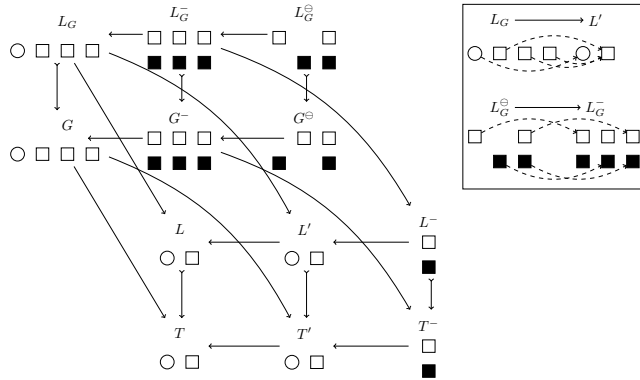 L_G L_G^- L_G^⊖
G G^- G^⊖
L L' L^-
T T' T^-
L_G L'
L_G^⊖ L_G^-